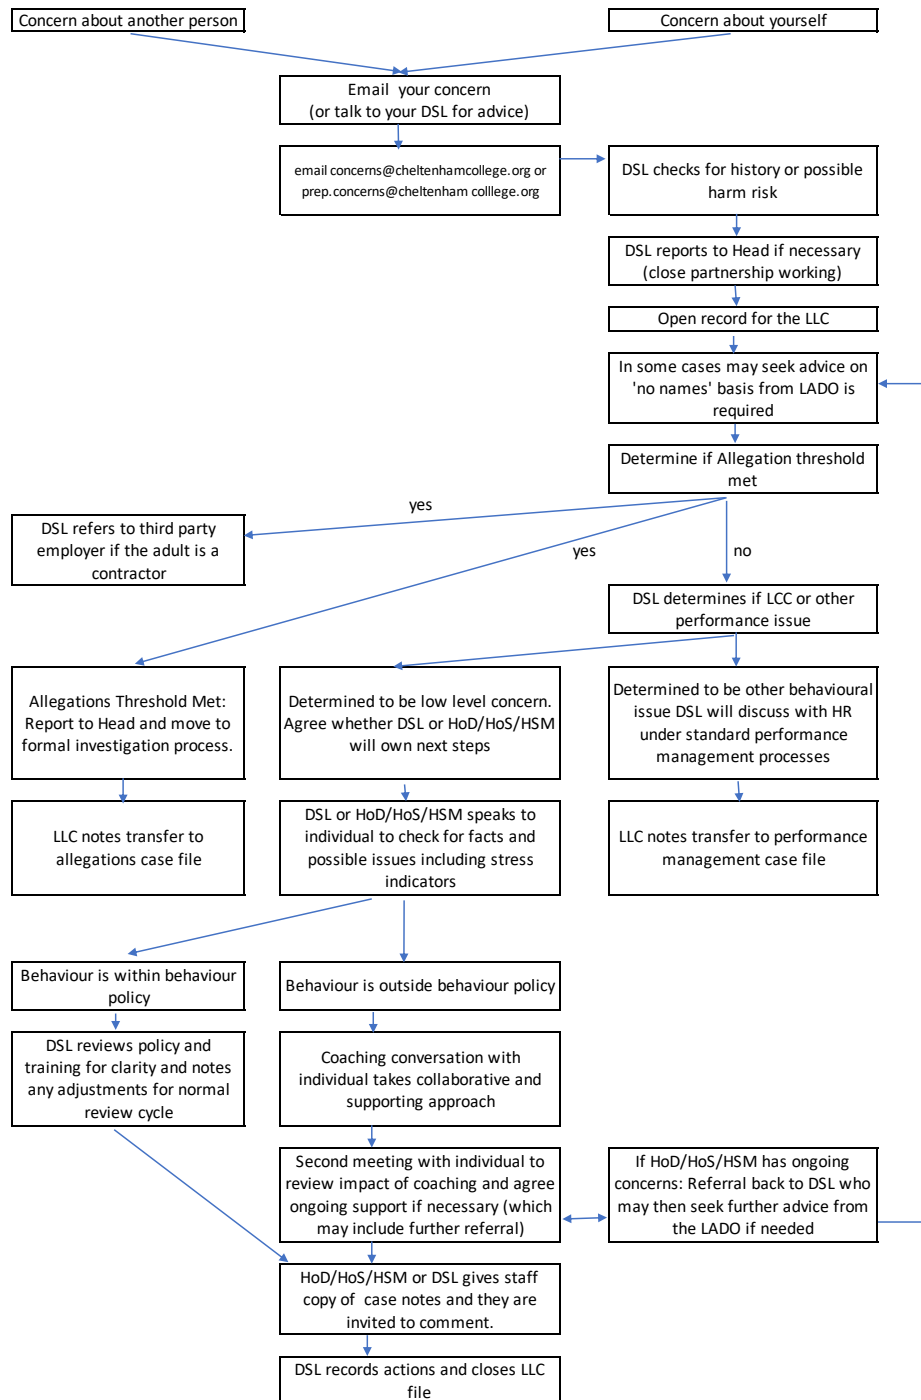 Concern about another person
Concern about yourself
Email your concern
(or talk to your DSL for advice)
email concerns@cheltenhamcollege.org or
prep.concerns@cheltenham colllege.org
DSL checks for history or possible
harm risk
DSL reports to Head if necessary
(close partnership working)
Open record for the LLC
In some cases may seek advice on
'no names' basis from LADO is
required
Determine if Allegation threshold
met
yes
DSL refers to third party
employer if the adult is a
contractor
yes
no
DSL determines if LCC or other
performance issue
Allegations Threshold Met:
Report to Head and move to
formal investigation process.
Determined to be low level concern.
Agree whether DSL or HoD/HoS/HSM
will own next steps
Determined to be other behavioural
issue DSL will discuss with HR
under standard performance
management processes
LLC notes transfer to
allegations case file
DSL or HoD/HoS/HSM speaks to
individual to check for facts and
possible issues including stress
indicators
LLC notes transfer to performance
management case file
Behaviour is within behaviour
policy
Behaviour is outside behaviour policy
DSL reviews policy and
training for clarity and notes
any adjustments for normal
review cycle
Coaching conversation with
individual takes collaborative and
supporting approach
Second meeting with individual to
review impact of coaching and agree
ongoing support if necessary (which
may include further referral)
If HoD/HoS/HSM has ongoing
concerns: Referral back to DSL who
may then seek further advice from
the LADO if needed
HoD/HoS/HSM or DSL gives staff
copy of case notes and they are
invited to comment.
DSL records actions and closes LLC
file